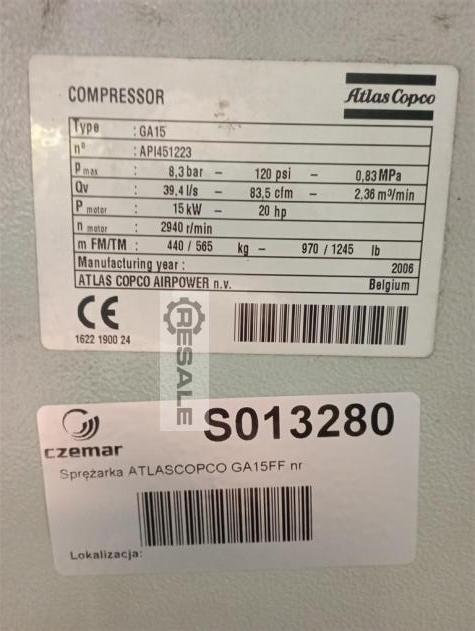 COMPRESSOR
Atlas Copco
Type : GA15
n° : API451223
P max : 8,3 bar – 120 psi – 0,83 MPa
Qv : 39,4 l/s – 83,5 cfm – 2,36 m³/min
P motor : 15 kW – 20 hp
n motor : 2940 r/min
m FM/TM : 440 / 565 kg – 970 / 1245 lb
Manufacturing year : 2006
ATLAS COPCO AIRPOWER n.v. Belgium
CE
1622 1900 24
RESALE
czemar
S013280
Sprężarka ATLASCOPCO GA15FF nr
Lokalizacja: